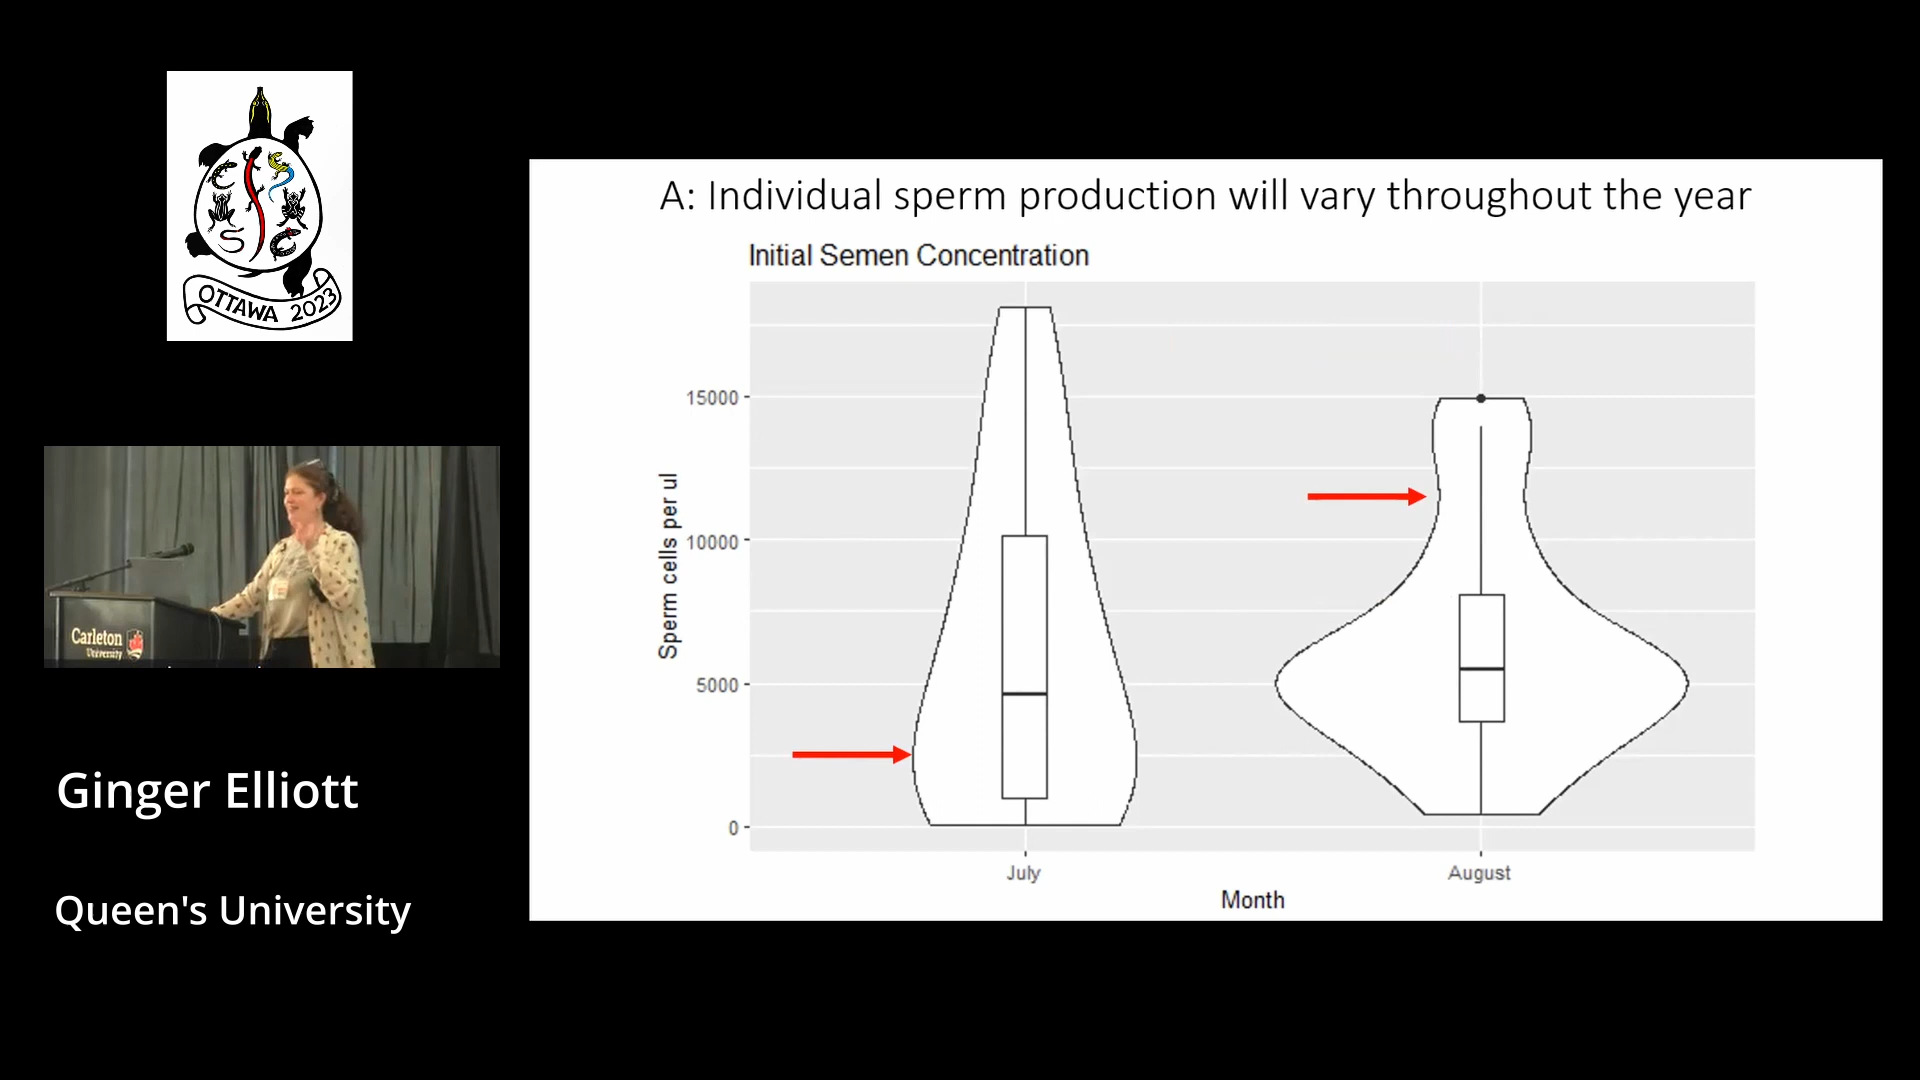 OTTAWA 2023
Carleton
University
Ginger Elliott
Queen's University
A: Individual sperm production will vary throughout the year
Initial Semen Concentration
Sperm cells per ul
15000
10000
5000
0
July
August
Month